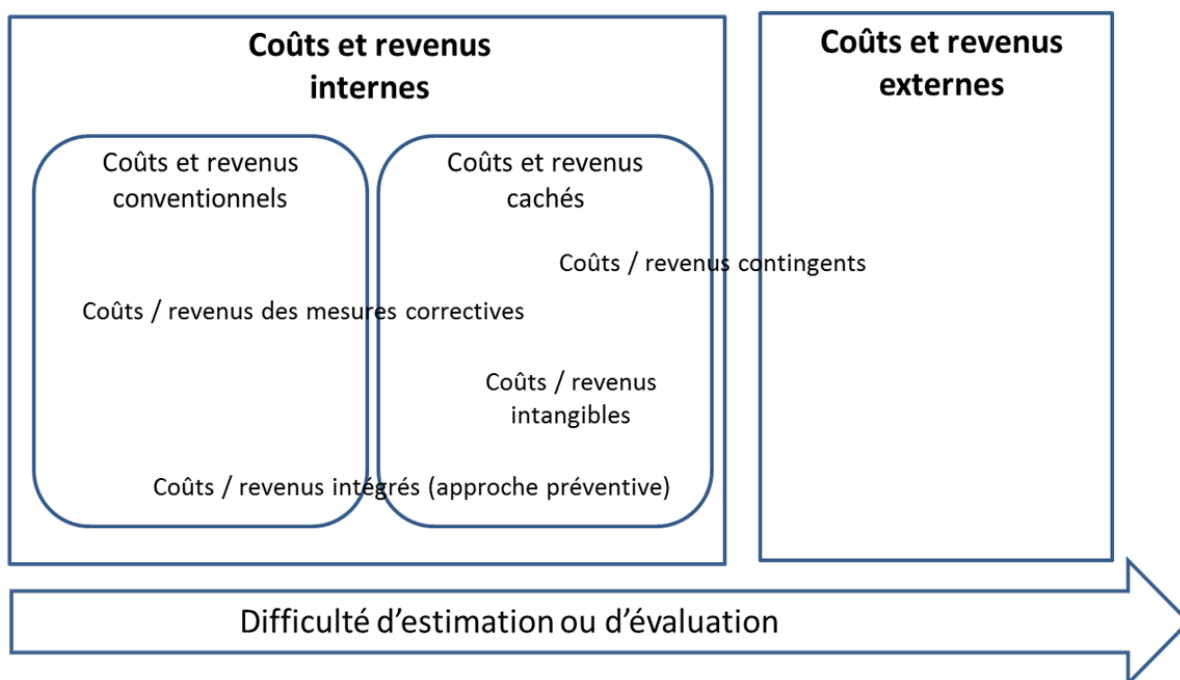 Coûts et revenus
internes
Coûts et revenus
externes
Coûts et revenus
conventionnels
Coûts et revenus
cachés
Coûts / revenus contingents
Coûts / revenus des mesures correctives
Coûts / revenus
intangibles
Coûts / revenus intégrés (approche préventive)
Difficulté d’estimation ou d’évaluation